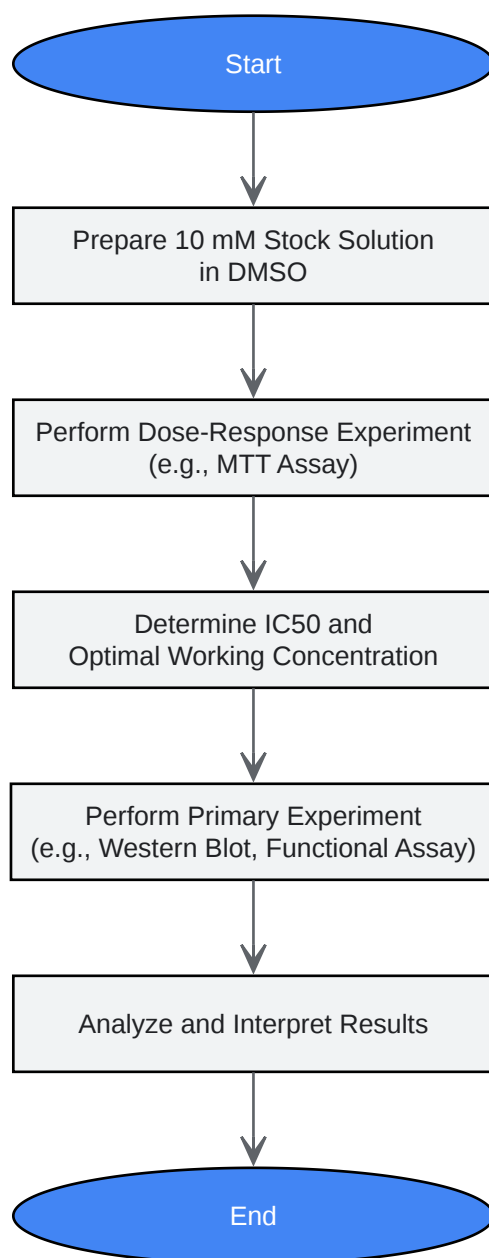 Start
Prepare 10 mM Stock Solution
in DMSO
Perform Dose-Response Experiment
(e.g., MTT Assay)
Determine IC50 and
Optimal Working Concentration
Perform Primary Experiment
(e.g., Western Blot, Functional Assay)
Analyze and Interpret Results
End